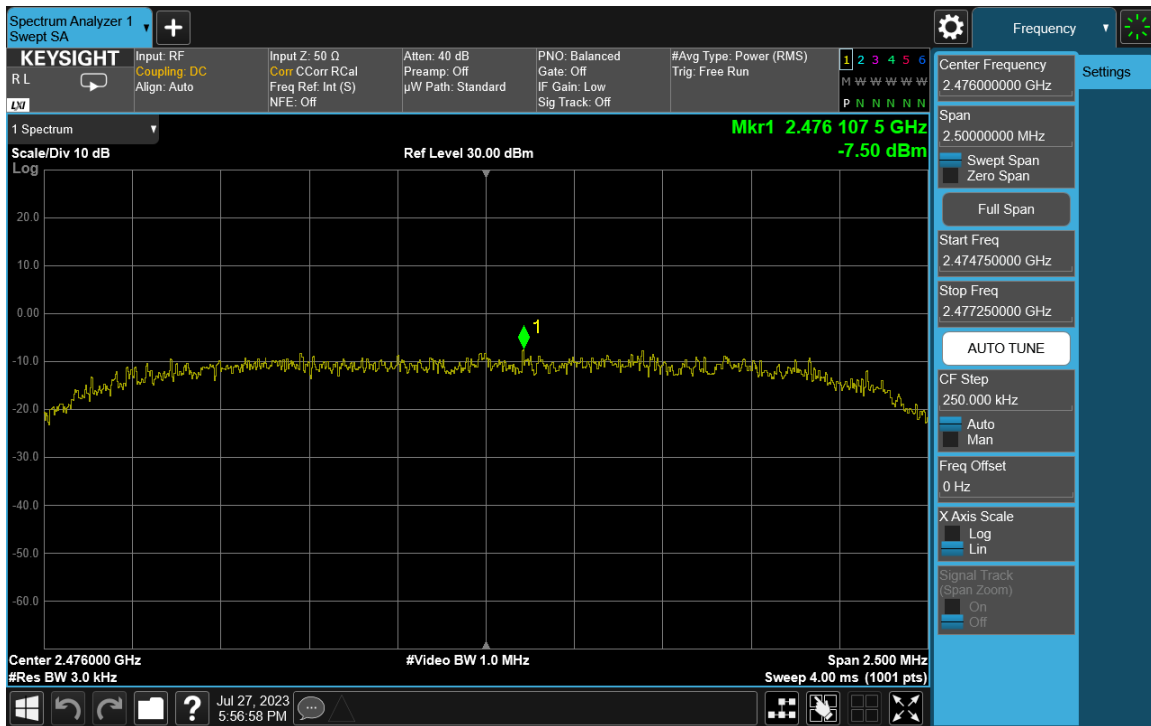 Spectrum Analyzer 1
Swept SA
Frequency
KEYSIGHT
R L
LXI
Input: RF
Coupling: DC
Align: Auto
Input Z: 50 Ω
Corr CCorr RCal
Freq Ref: Int (S)
NFE: Off
Atten: 40 dB
Preamp: Off
µW Path: Standard
PNO: Balanced
Gate: Off
IF Gain: Low
Sig Track: Off
#Avg Type: Power (RMS)
Trig: Free Run
1 2 3 4 5 6
M W W W W W
P N N N N N
1 Spectrum
Mkr1 2.476 107 5 GHz
Scale/Div 10 dB
Ref Level 30.00 dBm
-7.50 dBm
Log
20.0
10.0
0.00
1
-10.0
-20.0
-30.0
-40.0
-50.0
-60.0
Center 2.476000 GHz
#Video BW 1.0 MHz
Span 2.500 MHz
#Res BW 3.0 kHz
Sweep 4.00 ms (1001 pts)
Center Frequency
2.476000000 GHz
Settings
Span
2.50000000 MHz
Swept Span
Zero Span
Full Span
Start Freq
2.474750000 GHz
Stop Freq
2.477250000 GHz
AUTO TUNE
CF Step
250.000 kHz
Auto
Man
Freq Offset
0 Hz
X Axis Scale
Log
Lin
Signal Track
(Span Zoom)
On
Off
?
Jul 27, 2023
5:56:58 PM